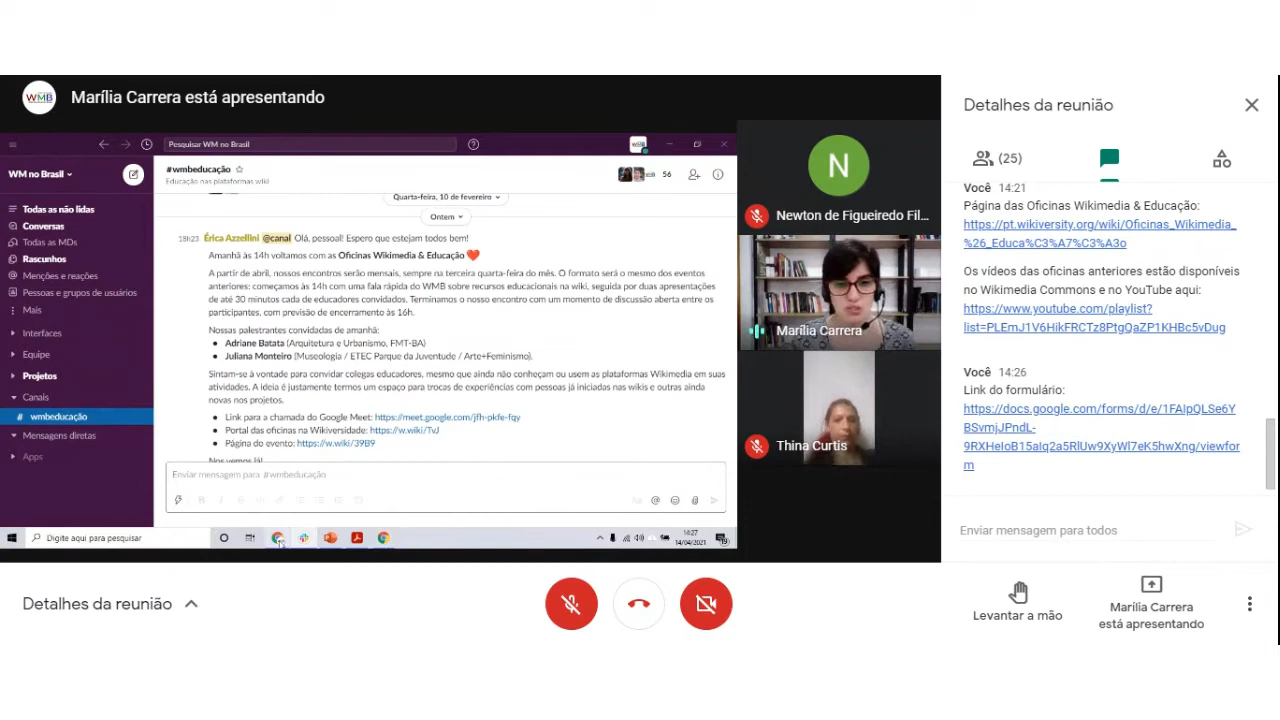 WMB
Marília Carrera está apresentando
Pesquisar WM no Brasil
WM no Brasil
Todas as não lidas
Conversas
Todas as MDs
Rascunhos
Menções e reações
Pessoas e grupos de usuários
Mais
Interfaces
Equipe
Projetos
Canais
# wmbeducação
Mensagens diretas
Apps
#wmbeducação
Educação nas plataformas wiki
56
Quarta-feira, 10 de fevereiro
Ontem
18h23 Érica Azzellini @canal Olá, pessoal! Espero que estejam todos bem!
Amanhã às 14h voltamos com as Oficinas Wikimedia & Educação ❤️
A partir de abril, nossos encontros serão mensais, sempre na terceira quarta-feira do mês. O formato será o mesmo dos eventos
anteriores: começamos às 14h com uma fala rápida do WMB sobre recursos educacionais na wiki, seguida por duas apresentações
de até 30 minutos cada de educadores convidados. Terminamos o nosso encontro com um momento de discussão aberta entre os
participantes, com previsão de encerramento às 16h.
Nossas palestrantes convidadas de amanhã:
• Adriane Batata (Arquitetura e Urbanismo, FMT-BA)
• Juliana Monteiro (Museologia / ETEC Parque da Juventude / Arte+Feminismo).
Sintam-se à vontade para convidar colegas educadores, mesmo que ainda não conheçam ou usem as plataformas Wikimedia em suas
atividades. A ideia é justamente termos um espaço para trocas de experiências com pessoas já iniciadas nas wikis e outras ainda
novas nos projetos.
• Link para a chamada do Google Meet: https://meet.google.com/jfh-pkfe-fqy
• Portal das oficinas na Wikiversidade: https://w.wiki/TvJ
• Página do evento: https://w.wiki/39B9
Nos vemos lá!
Enviar mensagem para #wmbeducação
Digite aqui para pesquisar
14:27
14/04/2021
N
Newton de Figueiredo Fil...
Marília Carrera
Thina Curtis
Detalhes da reunião
(25)
Você 14:21
Página das Oficinas Wikimedia & Educação:
https://pt.wikiversity.org/wiki/Oficinas_Wikimedia_
%26_Educa%C3%A7%C3%A3o
Os vídeos das oficinas anteriores estão disponíveis
no Wikimedia Commons e no YouTube aqui:
https://www.youtube.com/playlist?
list=PLEmJ1V6HikFRCTz8PtgQaZP1KHBc5vDug
Você 14:26
Link do formulário:
https://docs.google.com/forms/d/e/1FAIpQLSe6Y
BSvmjJPndL-
9RXHeIoB15aIq2a5RlUw9XyWl7eK5hwXng/viewfor
m
Enviar mensagem para todos
Detalhes da reunião
Levantar a mão
Marília Carrera
está apresentando